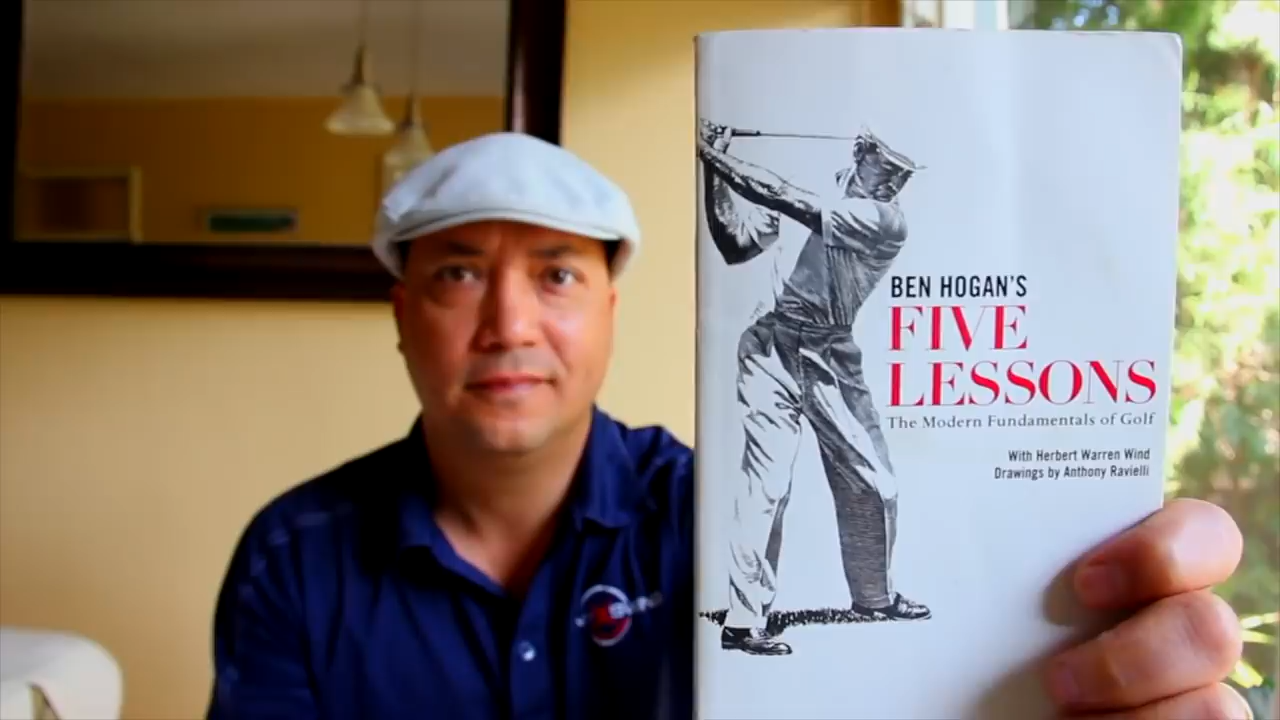 BEN HOGAN'S
FIVE
LESSONS
The Modern Fundamentals of Golf
With Herbert Warren Wind
Drawings by Anthony Ravielli